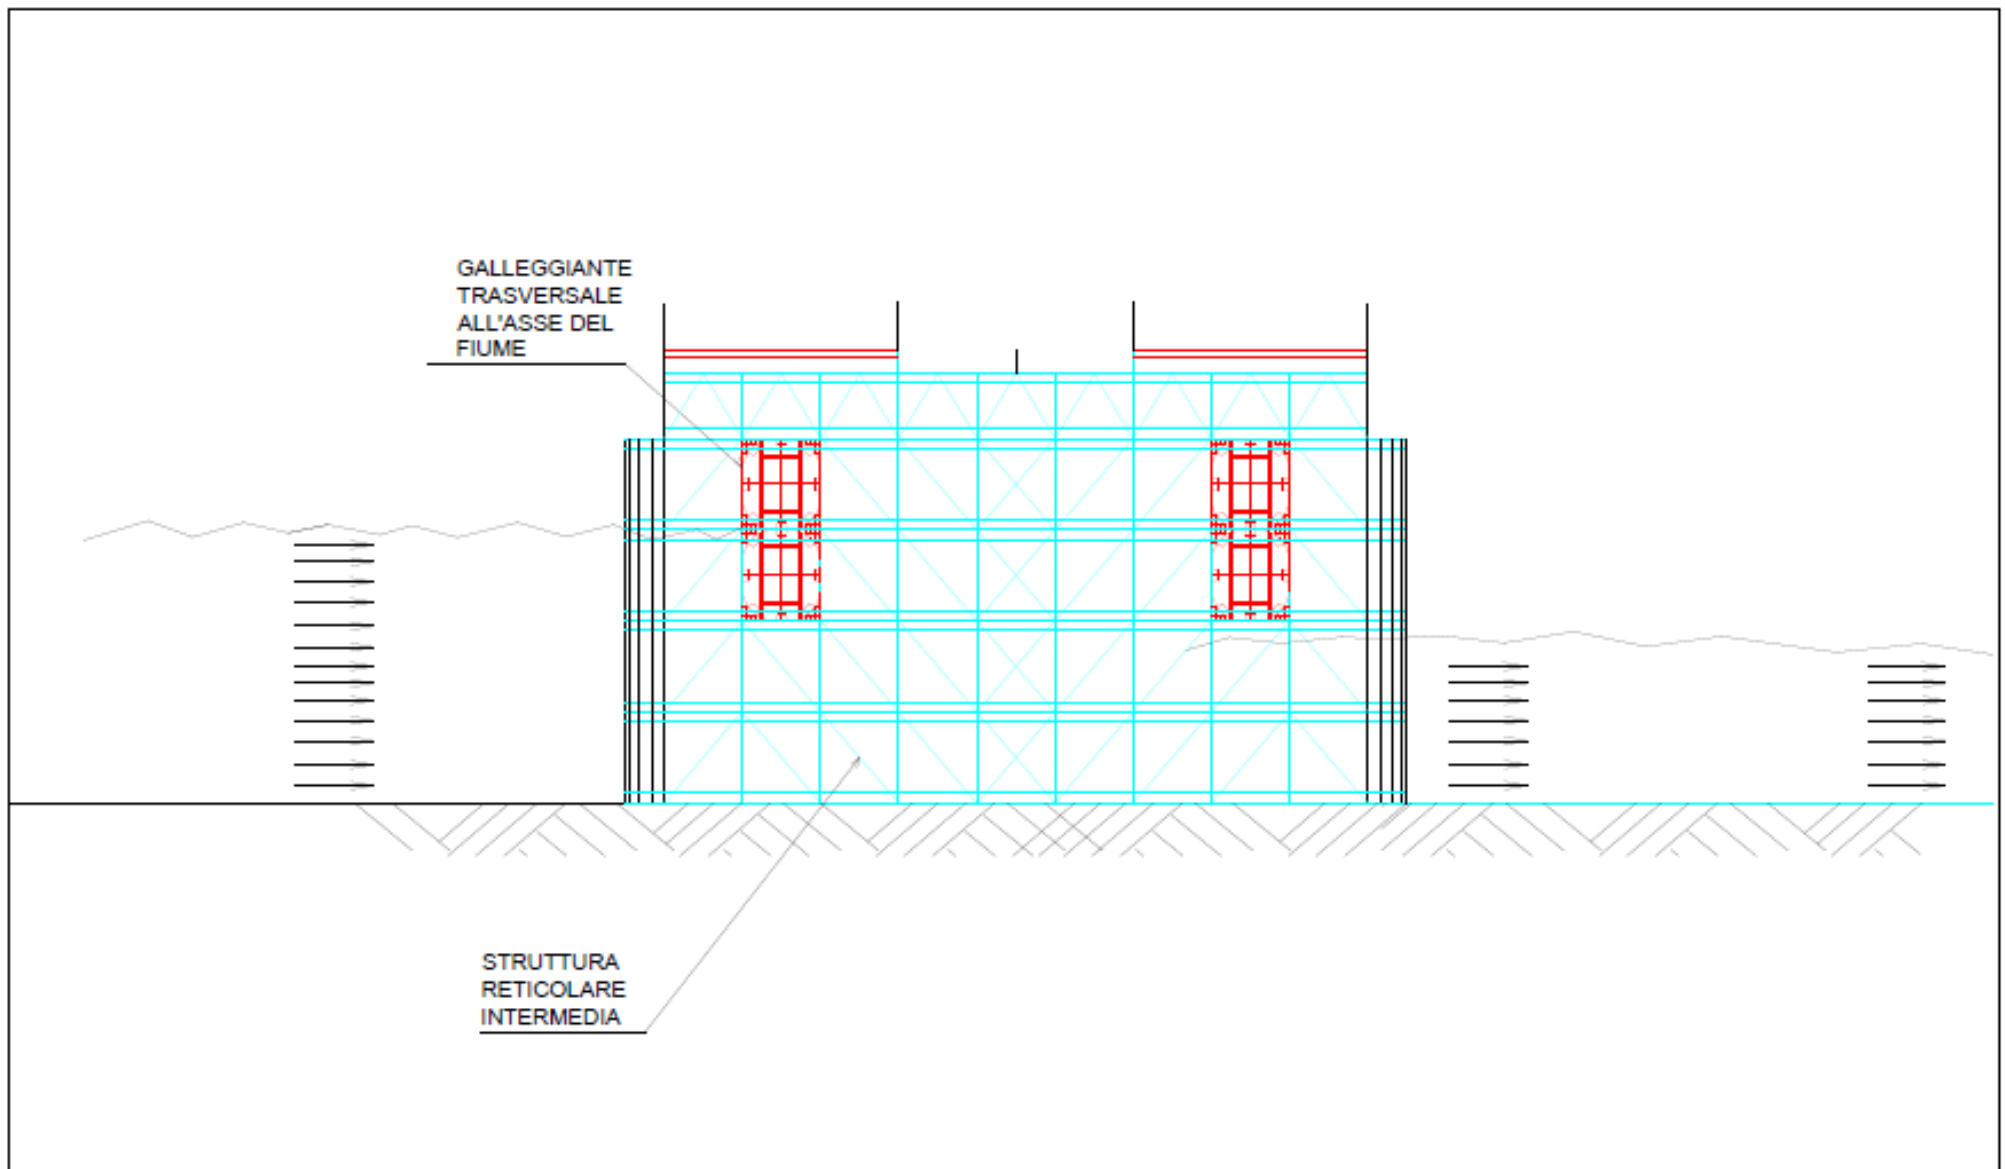 GALLEGGIANTE
TRASVERSALE
ALL'ASSE DEL
FIUME
STRUTTURA
RETICOLARE
INTERMEDIA